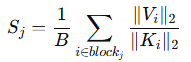 $S_j = \frac{1}{B} \sum_{i \in block_j} \frac{\|V_i\|_2}{\|K_i\|_2}$